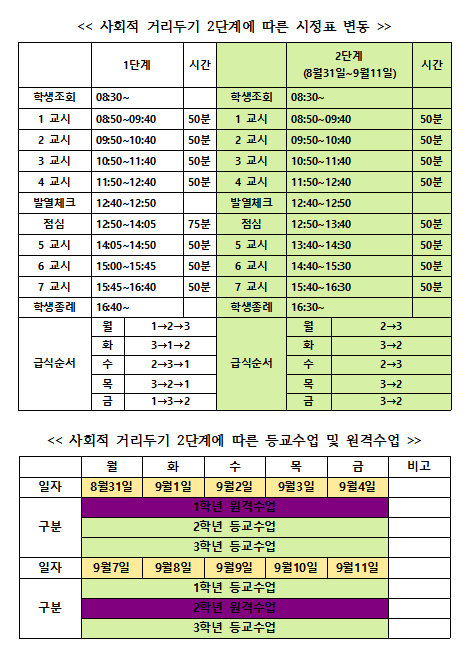 << 사회적 거리두기 2단계에 따른 시정표 변동 >>
1단계 시간 2단계 (8월31일~9월11일) 시간
학생조회 08:30~ 학생조회 08:30~
1 교시 08:50~09:40 50분 1 교시 08:50~09:40 50분
2 교시 09:50~10:40 50분 2 교시 09:50~10:40 50분
3 교시 10:50~11:40 50분 3 교시 10:50~11:40 50분
4 교시 11:50~12:40 50분 4 교시 11:50~12:40 50분
발열체크 12:40~12:50 발열체크 12:40~12:50
점심 12:50~14:05 75분 점심 12:50~13:40 50분
5 교시 14:05~14:50 50분 5 교시 13:40~14:30 50분
6 교시 15:00~15:45 50분 6 교시 14:40~15:30 50분
7 교시 15:45~16:40 50분 7 교시 15:40~16:30 50분
학생종례 16:40~ 학생종례 16:30~
급식순서 월 1→2→3 급식순서 월 2→3
화 3→1→2 화 3→2
수 2→3→1 수 2→3
목 3→2→1 목 3→2
금 1→3→2 금 3→2
<< 사회적 거리두기 2단계에 따른 등교수업 및 원격수업 >>
월 화 수 목 금 비고
일자 8월31일 9월1일 9월2일 9월3일 9월4일
구분 1학년 원격수업
2학년 등교수업
3학년 등교수업
일자 9월7일 9월8일 9월9일 9월10일 9월11일
구분 1학년 등교수업
2학년 원격수업
3학년 등교수업